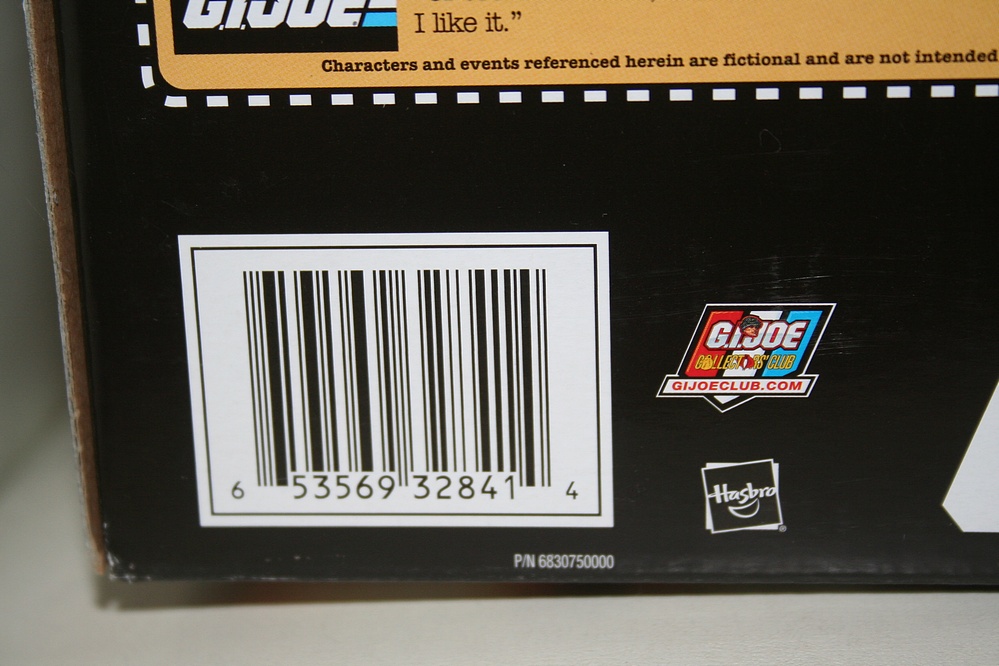 G.I.JOE
I like it.”
Characters and events referenced herein are fictional and are not intended
G.I.JOE
COLLECTORS' CLUB
GIJOECLUB.COM
Hasbro
®
6 53569 32841 4
P/N 6830750000